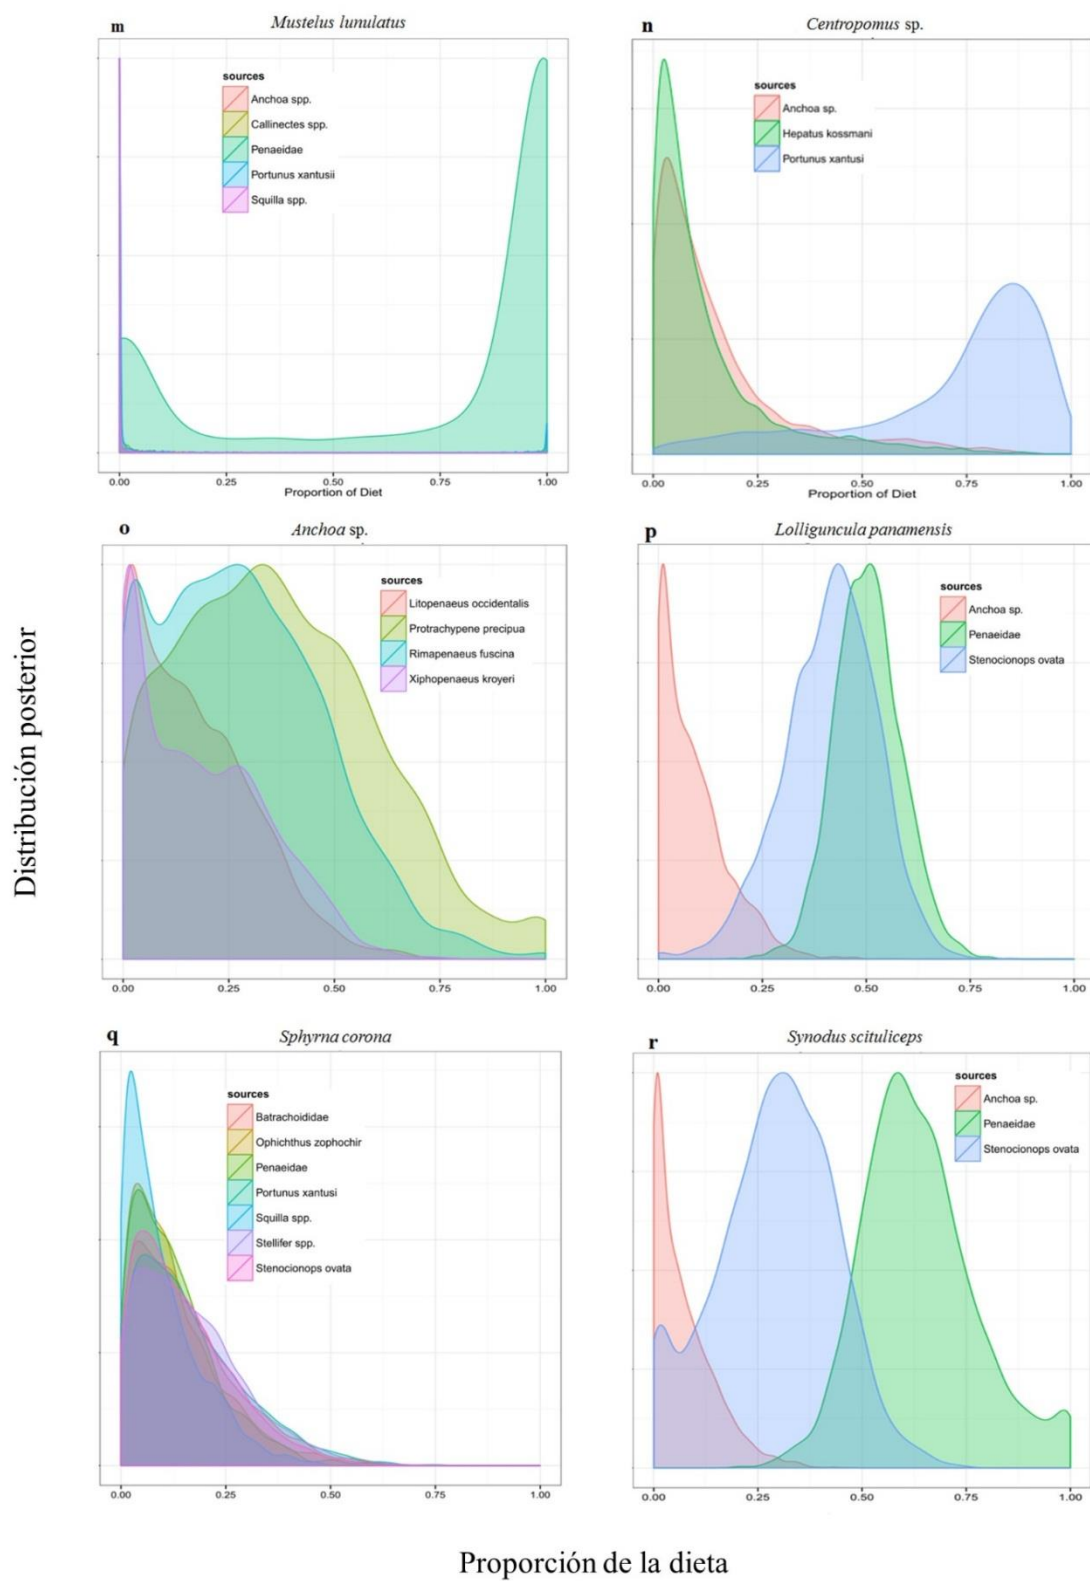 m
Mustelus lunulatus
sources
Anchoa spp.
Callinectes spp.
Penaeidae
Portunus xantusii
Squilla spp.
0.00 0.25 0.50 0.75 1.00
Proportion of Diet
n
Centropomus sp.
sources
Anchoa sp.
Hepatus kossmani
Portunus xantusi
0.00 0.25 0.50 0.75 1.00
Proportion of Diet
o
Anchoa sp.
sources
Litopenaeus occidentalis
Protrachypene precipua
Rimapenaeus fuscina
Xiphopenaeus kroyeri
0.00 0.25 0.50 0.75 1.00
p
Lolliguncula panamensis
sources
Anchoa sp.
Penaeidae
Stenocionops ovata
0.00 0.25 0.50 0.75 1.00
Distribución posterior
q
Sphyrna corona
sources
Batrachoididae
Ophichthus zophochir
Penaeidae
Portunus xantusi
Squilla spp.
Stellifer spp.
Stenocionops ovata
0.00 0.25 0.50 0.75 1.00
r
Synodus scituliceps
sources
Anchoa sp.
Penaeidae
Stenocionops ovata
0.00 0.25 0.50 0.75 1.00
Proporción de la dieta